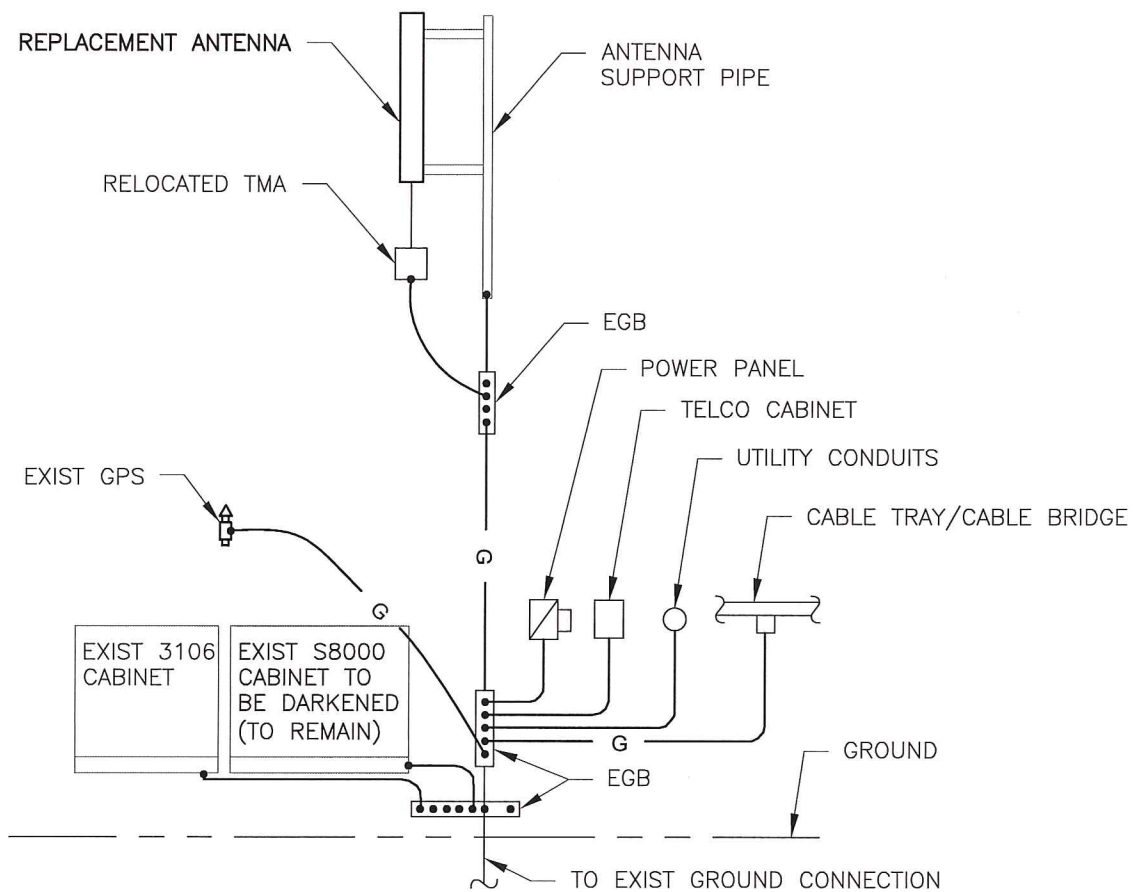 REPLACEMENT ANTENNA
ANTENNA
SUPPORT PIPE
RELOCATED TMA
EGB
POWER PANEL
TELCO CABINET
UTILITY CONDUITS
EXIST GPS
CABLE TRAY/CABLE BRIDGE
G
G
EXIST 3106
CABINET
EXIST S8000
CABINET TO
BE DARKENED
(TO REMAIN)
G
GROUND
EGB
TO EXIST GROUND CONNECTION